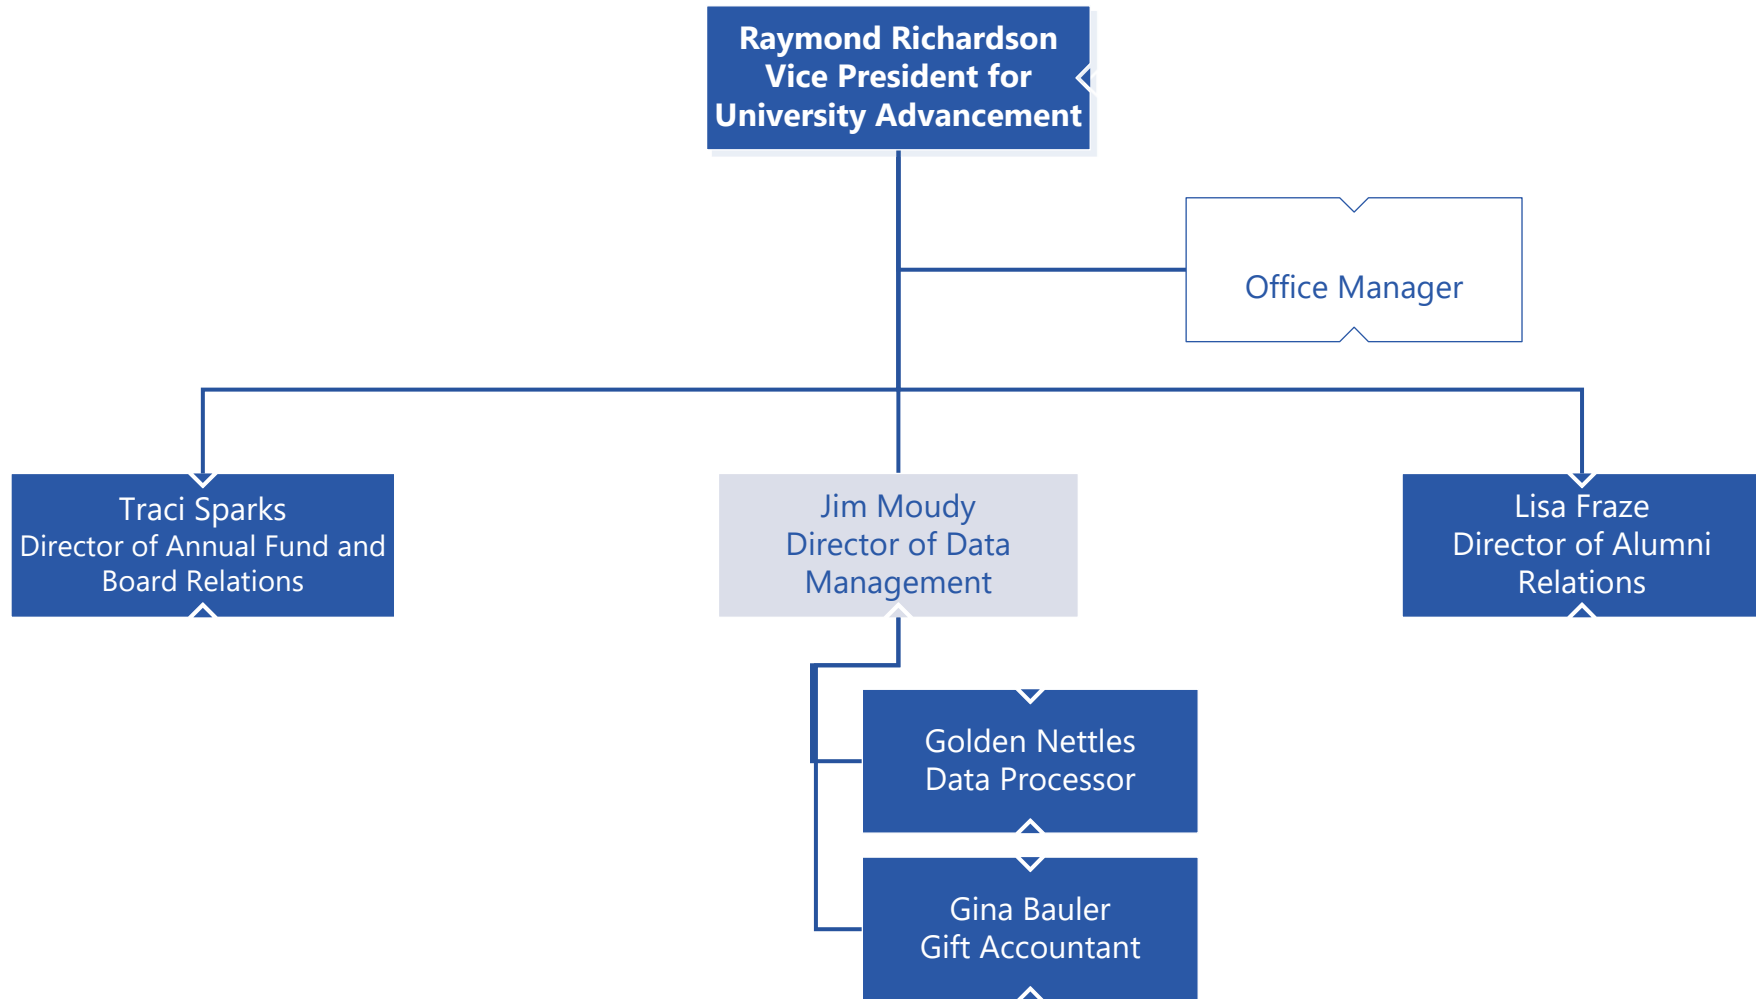 Raymond Richardson
Vice President for
University Advancement
Office Manager
Traci Sparks
Director of Annual Fund and
Board Relations
Jim Moudy
Director of Data
Management
Lisa Fraze
Director of Alumni
Relations
Golden Nettles
Data Processor
Gina Bauler
Gift Accountant